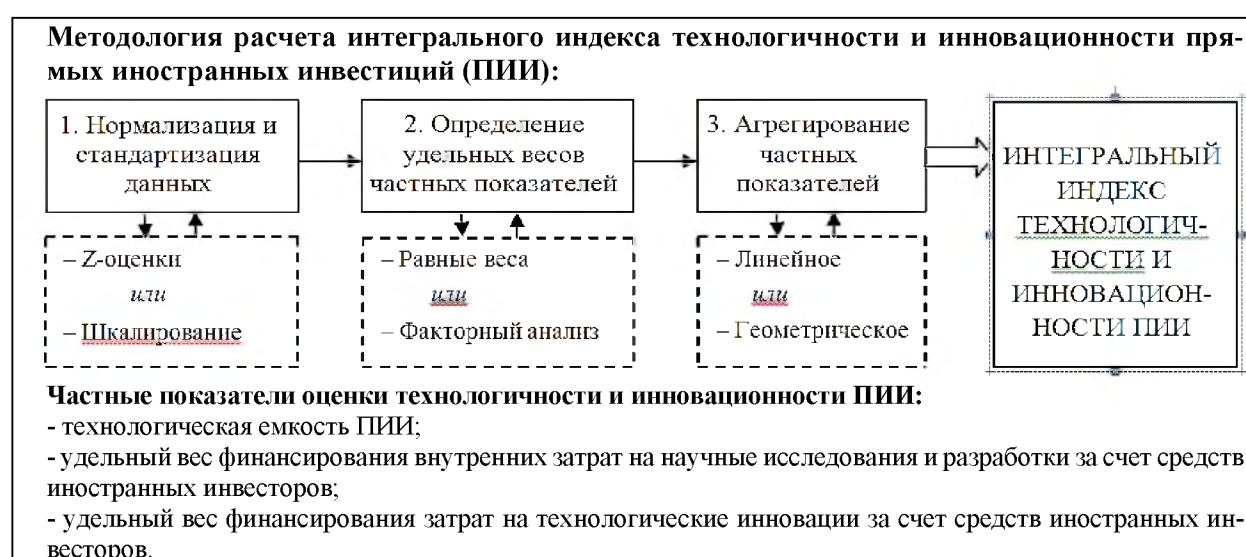 Методология расчета интегрального индекса технологичности и инновационности пря-
мых иностранных инвестиций (ПИИ):
1. Нормализация и
стандартизация
данных
2. Определение
удельных весов
частных показателей
3. Агрегирование
частных
показателей
ИНТЕГРАЛЬНЫЙ
ИНДЕКС
ТЕХНОЛОГИЧ-
НОСТИ И
ИННОВАЦИОН-
НОСТИ ПИИ
– Z-оценки
или
– Шкалирование
– Равные веса
или
– Факторный анализ
– Линейное
или
– Геометрическое
Частные показатели оценки технологичности и инновационности ПИИ:
- технологическая емкость ПИИ;
- удельный вес финансирования внутренних затрат на научные исследования и разработки за счет средств
иностранных инвесторов;
- удельный вес финансирования затрат на технологические инновации за счет средств иностранных ин-
весторов.